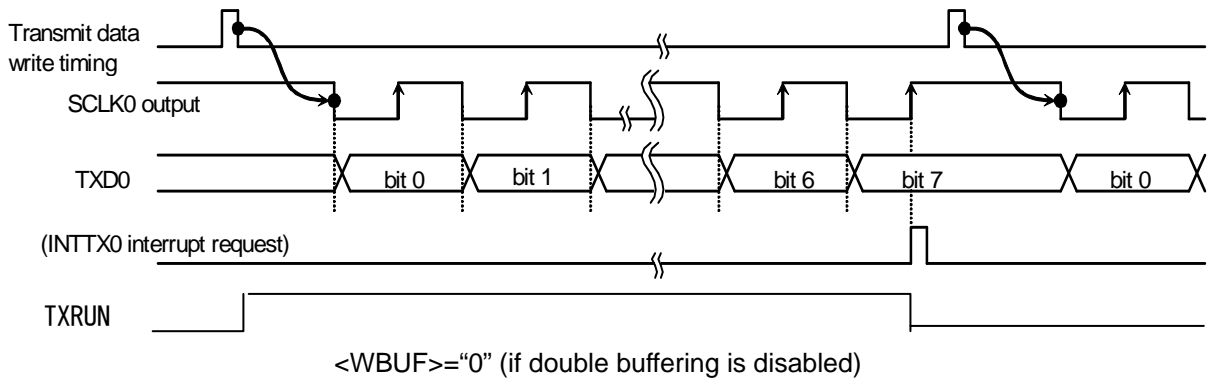 Transmit data
write timing
SCLK0 output
TXD0
bit 0
bit 1
bit 6
bit 7
bit 0
(INTTX0 interrupt request)
TXRUN
<WBUF>=“0” (if double buffering is disabled)